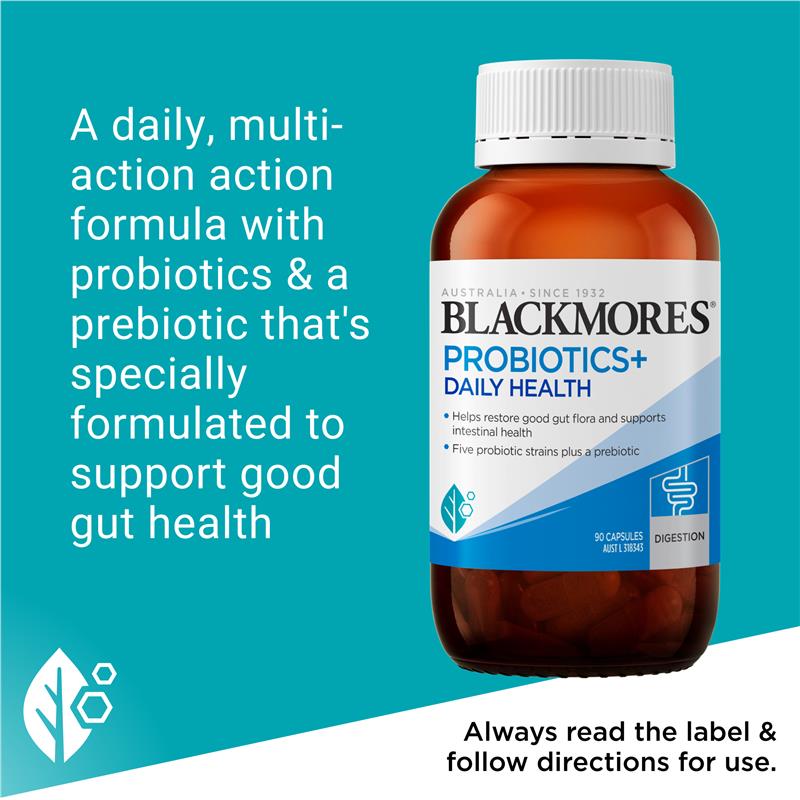 A daily, multi-
action action
formula with
probiotics & a
prebiotic that's
specially
formulated to
support good
gut health
AUSTRALIA • SINCE 1932
BLACKMORES®
PROBIOTICS+
DAILY HEALTH
• Helps restore good gut flora and supports
intestinal health
• Five probiotic strains plus a prebiotic
90 CAPSULES
AUST L 318343
DIGESTION
Always read the label &
follow directions for use.